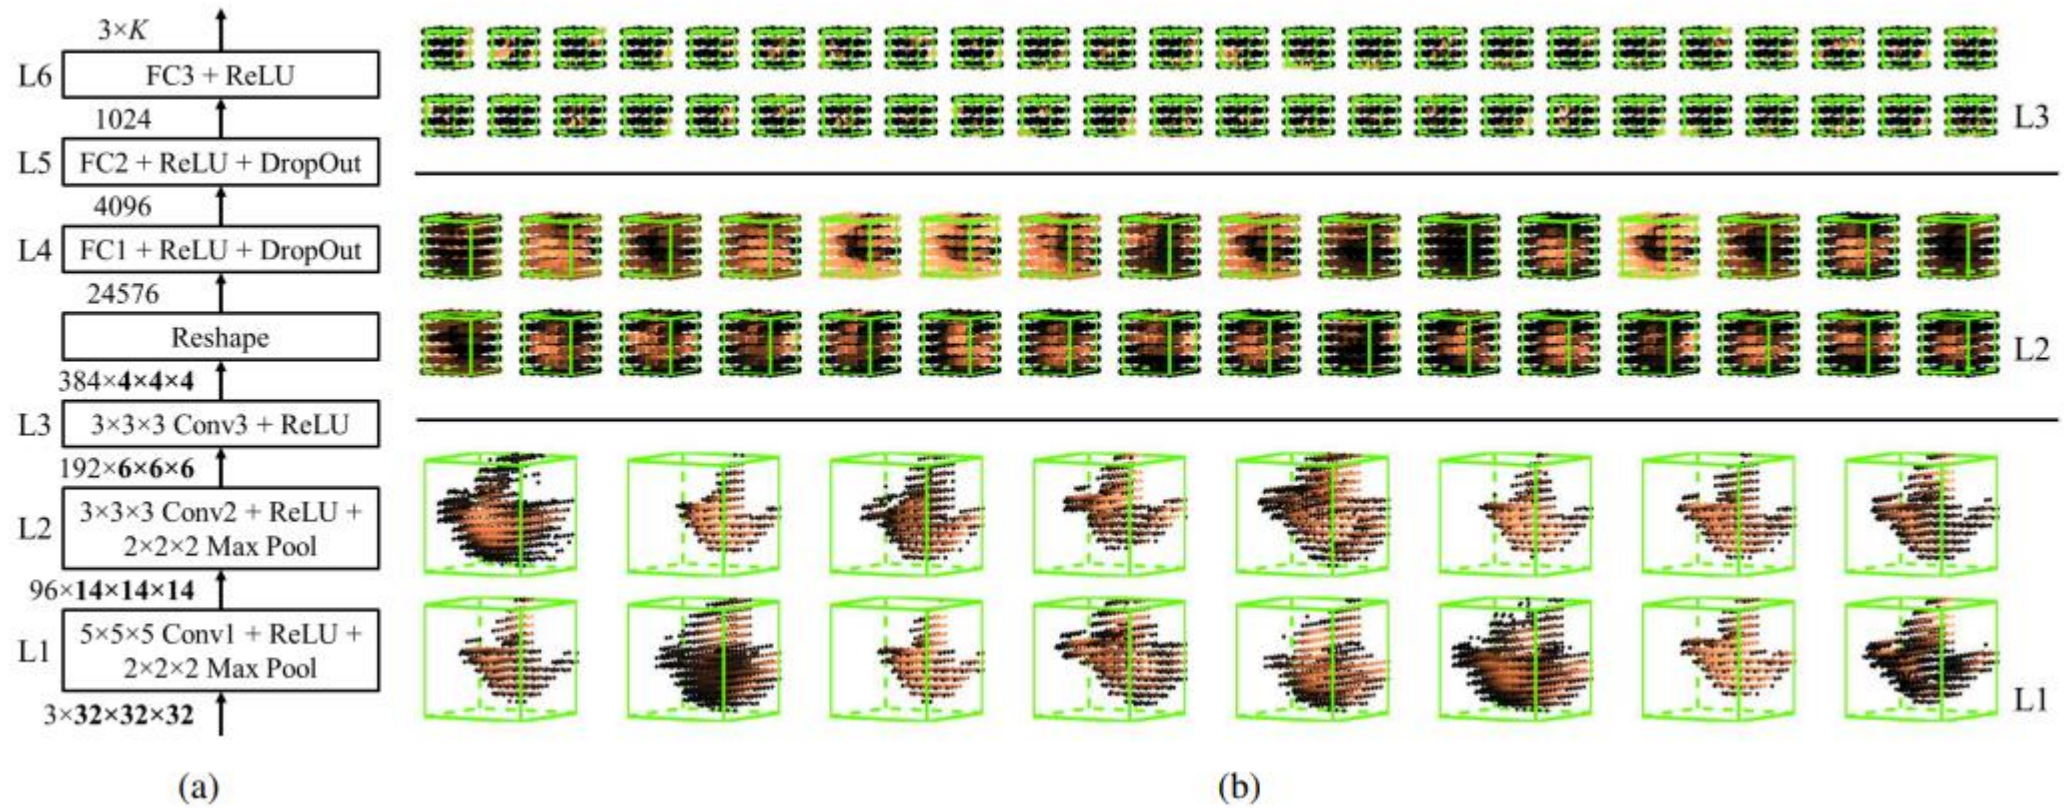 3×K
L6
FC3 + ReLU
1024
L5
FC2 + ReLU + DropOut
4096
L4
FC1 + ReLU + DropOut
24576
Reshape
384×4×4×4
L3
3×3×3 Conv3 + ReLU
192×6×6×6
L2
3×3×3 Conv2 + ReLU +
2×2×2 Max Pool
96×14×14×14
L1
5×5×5 Conv1 + ReLU +
2×2×2 Max Pool
3×32×32×32
(a)
L3
L2
L1
(b)